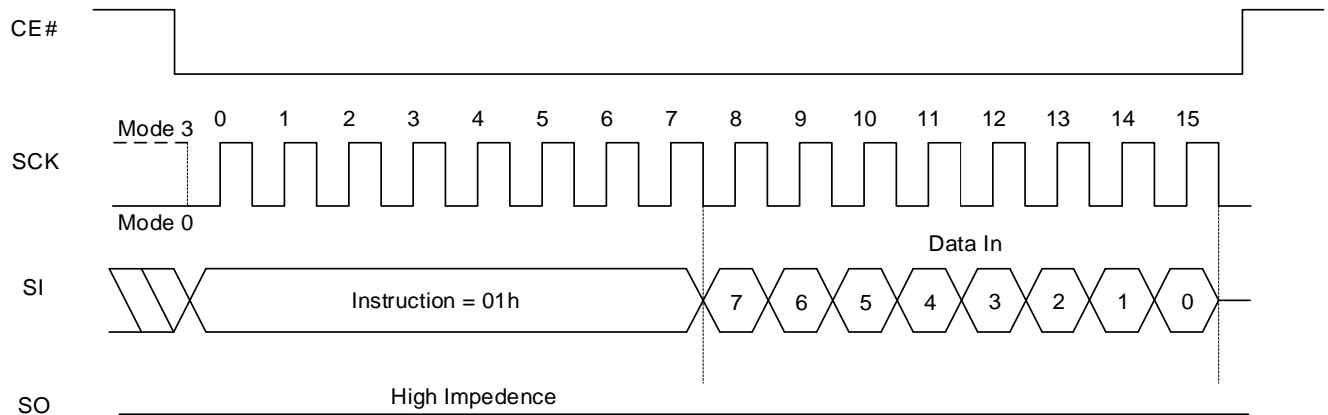 CE#
Mode 3
0 1 2 3 4 5 6 7 8 9 10 11 12 13 14 15
SCK
Mode 0
Data In
SI
Instruction = 01h
7 6 5 4 3 2 1 0
High Impedence
SO